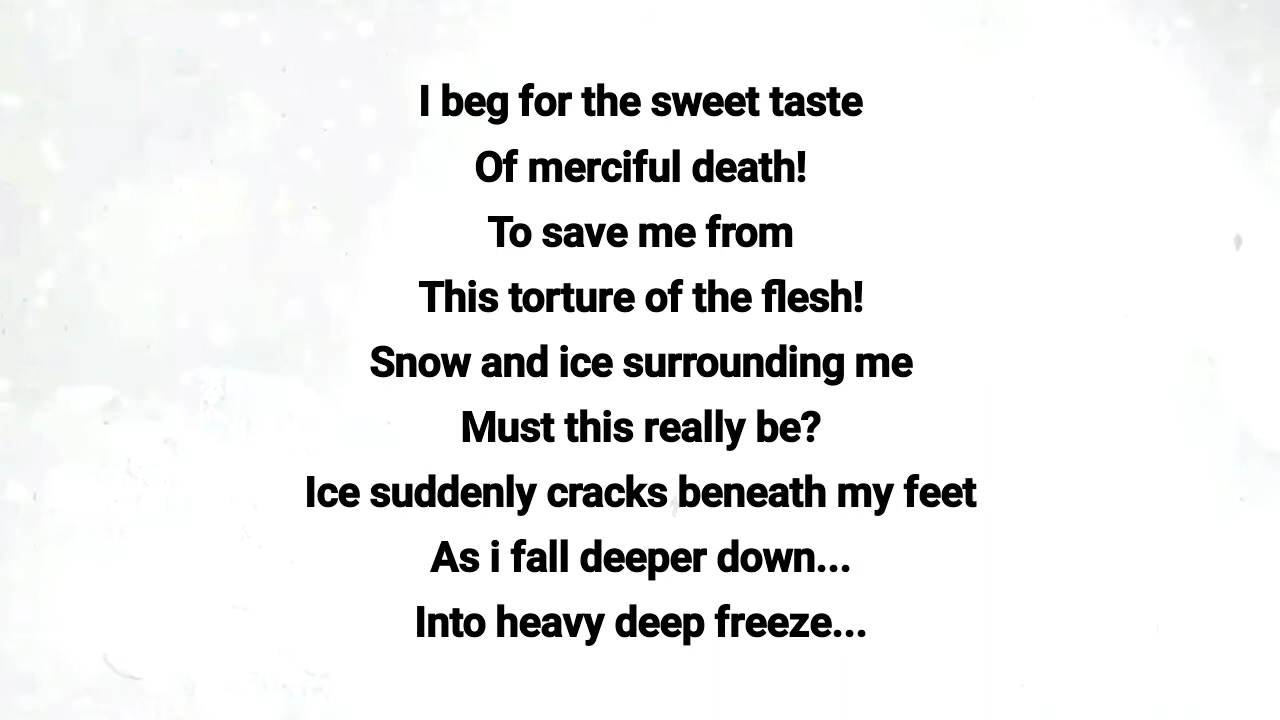 I beg for the sweet taste
Of merciful death!
To save me from
This torture of the flesh!
Snow and ice surrounding me
Must this really be?
Ice suddenly cracks beneath my feet
As i fall deeper down...
Into heavy deep freeze...